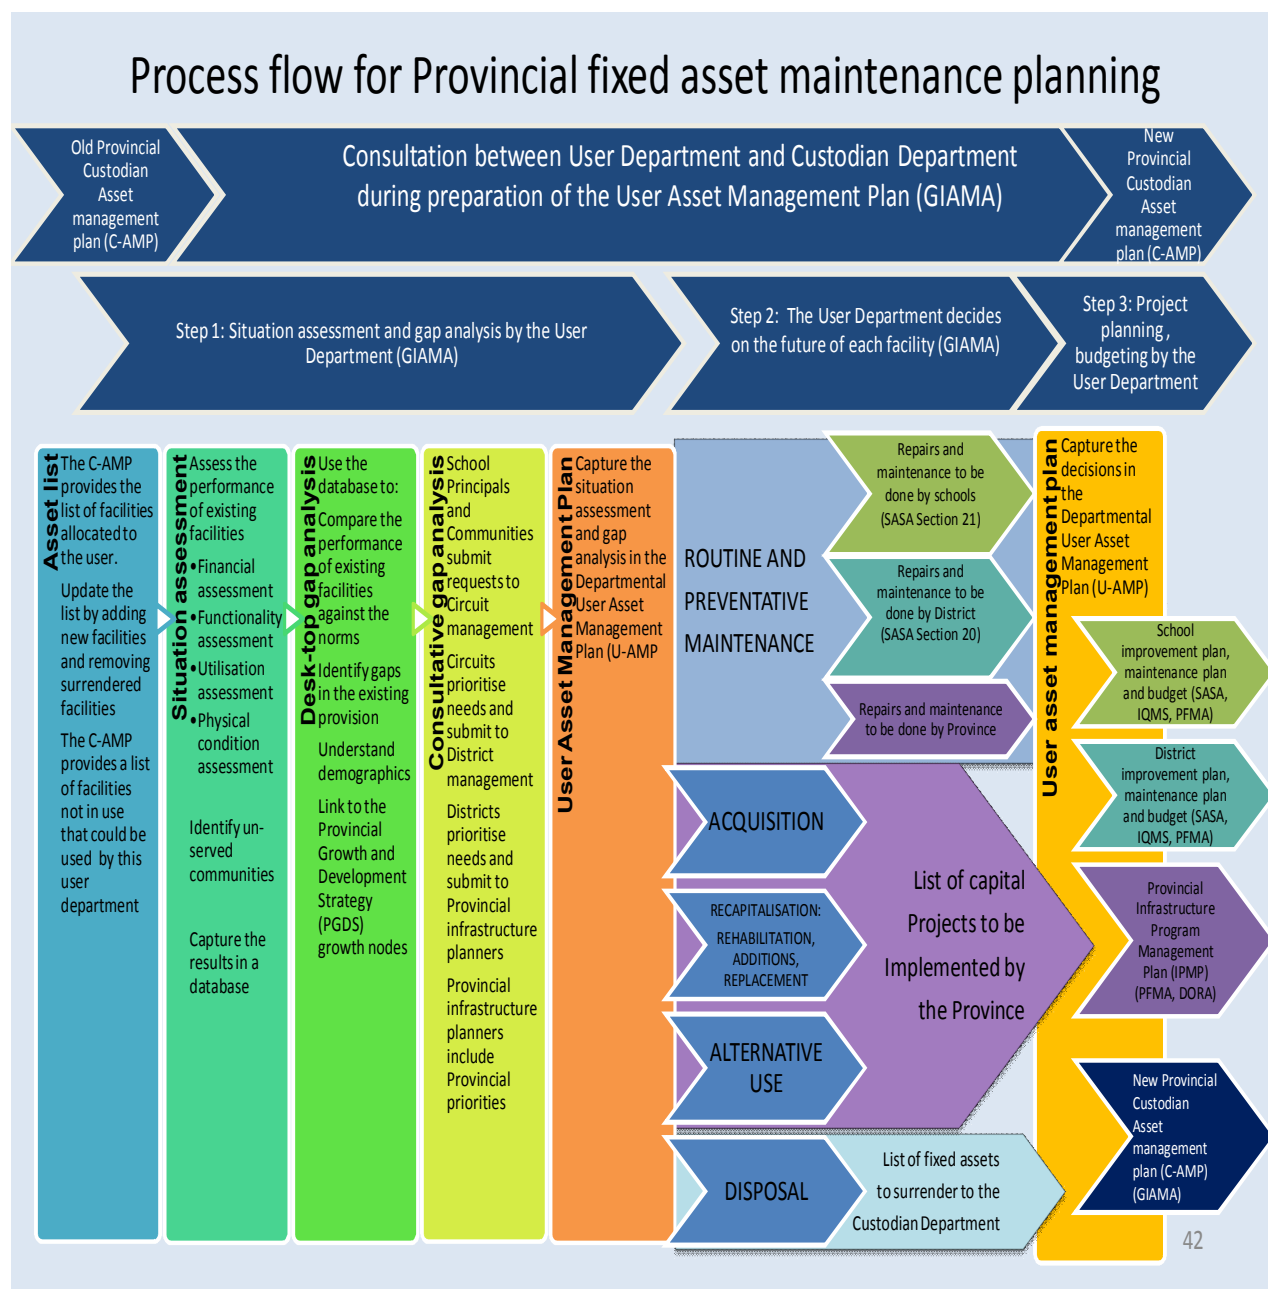 Process flow for Provincial fixed asset maintenance planning
Old Provincial
Custodian
Asset
management
plan (C-AMP)
Consultation between User Department and Custodian Department
during preparation of the User Asset Management Plan (GIAMA)
New
Provincial
Custodian
Asset
management
plan (C-AMP)
Step 1: Situation assessment and gap analysis by the User
Department (GIAMA)
Step 2: The User Department decides
on the future of each facility (GIAMA)
Step 3: Project
planning ,
budgeting by the
User Department
Asset list
The C-AMP
provides the
list of facilities
allocated to
the user.
Update the
list by adding
new facilities
and removing
surrendered
facilities
The C-AMP
provides a list
of facilities
not in use
that could be
used by this
user
department
Situation assessment
Assess the
performance
of existing
facilities
•Financial
assessment
•Functionality
assessment
•Utilisation
assessment
•Physical
condition
assessment
Identify un-
served
communities
Capture the
results in a
database
Desk-top gap analysis
Use the
database to:
Compare the
performance
of existing
facilities
against the
norms
Identify gaps
in the existing
provision
Understand
demographics
Link to the
Provincial
Growth and
Development
Strategy
(PGDS)
growth nodes
Consultative gap analysis
School
Principals
and
Communities
submit
requests to
Circuit
management
Circuits
prioritise
needs and
submit to
District
management
Districts
prioritise
needs and
submit to
Provincial
infrastructure
planners
Provincial
infrastructure
planners
include
Provincial
priorities
User Asset Management Plan
Capture the
situation
assessment
and gap
analysis in the
Departmental
User Asset
Management
Plan (U-AMP
ROUTINE AND
PREVENTATIVE
MAINTENANCE
Repairs and
maintenance to be
done by schools
(SASA Section 21)
Repairs and
maintenance to be
done by District
(SASA Section 20)
Repairs and maintenance
to be done by Province
ACQUISITION
RECAPITALISATION:
REHABILITATION,
ADDITIONS,
REPLACEMENT
ALTERNATIVE
USE
List of capital
Projects to be
Implemented by
the Province
DISPOSAL
List of fixed assets
to surrender to the
Custodian Department
User asset management plan
Capture the
decisions in
the
Departmental
User Asset
Management
Plan (U-AMP)
School
improvement plan,
maintenance plan
and budget (SASA,
IQMS, PFMA)
District
improvement plan,
maintenance plan
and budget (SASA,
IQMS, PFMA)
Provincial
Infrastructure
Program
Management
Plan (IPMP)
(PFMA, DORA)
New Provincial
Custodian
Asset
management
plan (C-AMP)
(GIAMA)
42